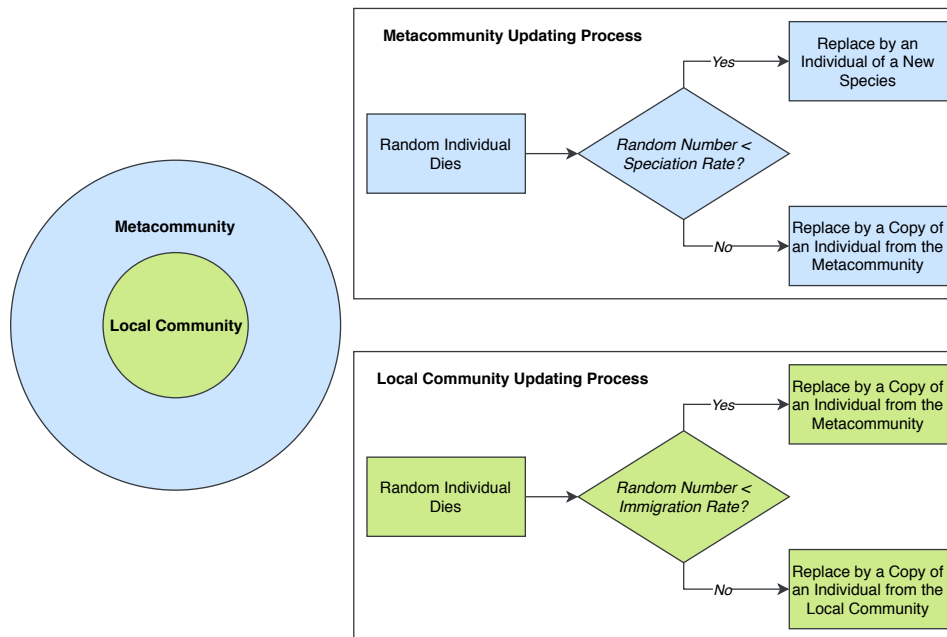 Metacommunity
Local Community
Metacommunity Updating Process
Random Individual
Dies
Random Number <
Speciation Rate?
Yes
Replace by an
Individual of a New
Species
No
Replace by a Copy of
an Individual from the
Metacommunity
Local Community Updating Process
Random Individual
Dies
Random Number <
Immigration Rate?
Yes
Replace by a Copy of
an Individual from the
Metacommunity
No
Replace by a Copy of
an Individual from the
Local Community